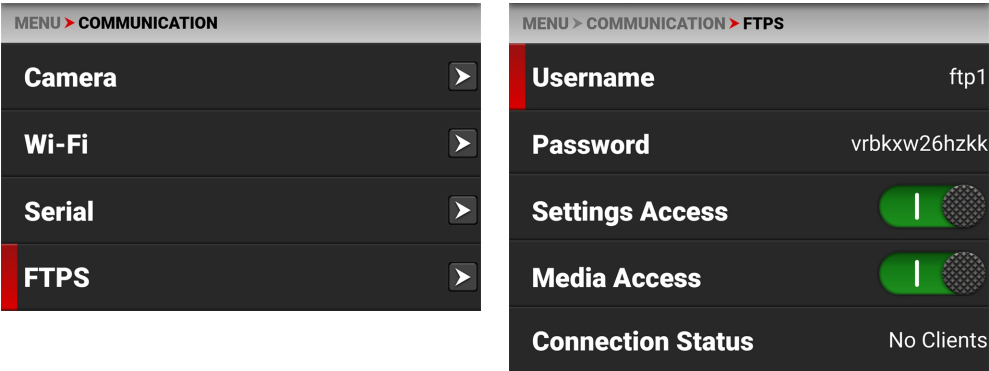 MENU > COMMUNICATION
Camera
Wi-Fi
Serial
FTPS
MENU > COMMUNICATION > FTPS
Username ftp1
Password vrbkxw26hzkk
Settings Access
Media Access
Connection Status No Clients